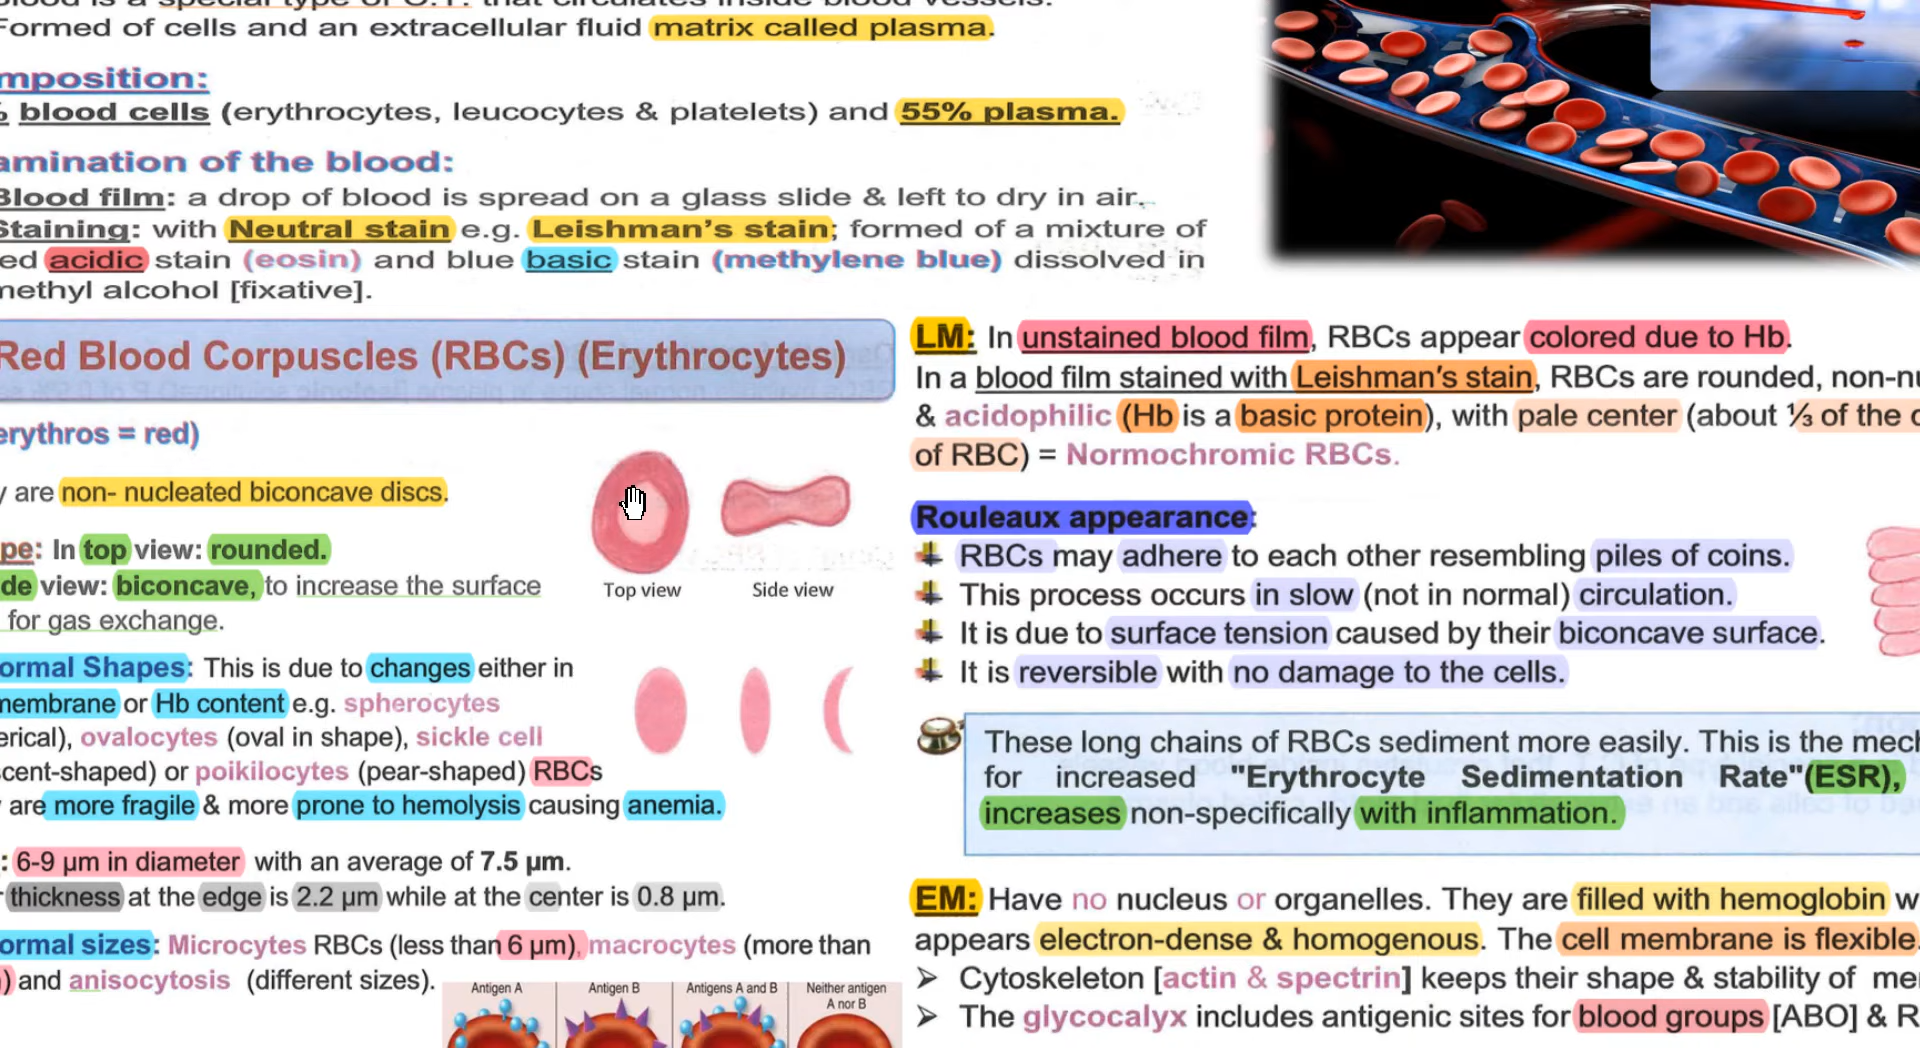 Blood is a special type of C.T. that circulates inside blood vessels.
Formed of cells and an extracellular fluid matrix called plasma.
mposition:
% blood cells (erythrocytes, leucocytes & platelets) and 55% plasma.
amination of the blood:
Blood film: a drop of blood is spread on a glass slide & left to dry in air.
Staining: with Neutral stain e.g. Leishman's stain; formed of a mixture of
ed acidic stain (eosin) and blue basic stain (methylene blue) dissolved in
methyl alcohol [fixative].
Red Blood Corpuscles (RBCs) (Erythrocytes)
erythros = red)
y are non- nucleated biconcave discs.
pe: In top view: rounded.
de view: biconcave, to increase the surface
for gas exchange.
Top view Side view
ormal Shapes: This is due to changes either in
membrane or Hb content e.g. spherocytes
erical), ovalocytes (oval in shape), sickle cell
scent-shaped) or poikilocytes (pear-shaped) RBCs
y are more fragile & more prone to hemolysis causing anemia.
: 6-9 µm in diameter with an average of 7.5 µm.
r thickness at the edge is 2.2 µm while at the center is 0.8 µm.
ormal sizes: Microcytes RBCs (less than 6 µm), macrocytes (more than
) and anisocytosis (different sizes).
Antigen A Antigen B Antigens A and B Neither antigen
A nor B
LM: In unstained blood film, RBCs appear colored due to Hb.
In a blood film stained with Leishman's stain, RBCs are rounded, non-nu
& acidophilic (Hb is a basic protein), with pale center (about ⅓ of the
of RBC) = Normochromic RBCs.
Rouleaux appearance:
RBCs may adhere to each other resembling piles of coins.
This process occurs in slow (not in normal) circulation.
It is due to surface tension caused by their biconcave surface.
It is reversible with no damage to the cells.
These long chains of RBCs sediment more easily. This is the mech
for increased "Erythrocyte Sedimentation Rate"(ESR),
increases non-specifically with inflammation.
EM: Have no nucleus or organelles. They are filled with hemoglobin w
appears electron-dense & homogenous. The cell membrane is flexible.
➢ Cytoskeleton [actin & spectrin] keeps their shape & stability of me
➢ The glycocalyx includes antigenic sites for blood groups [ABO] & R